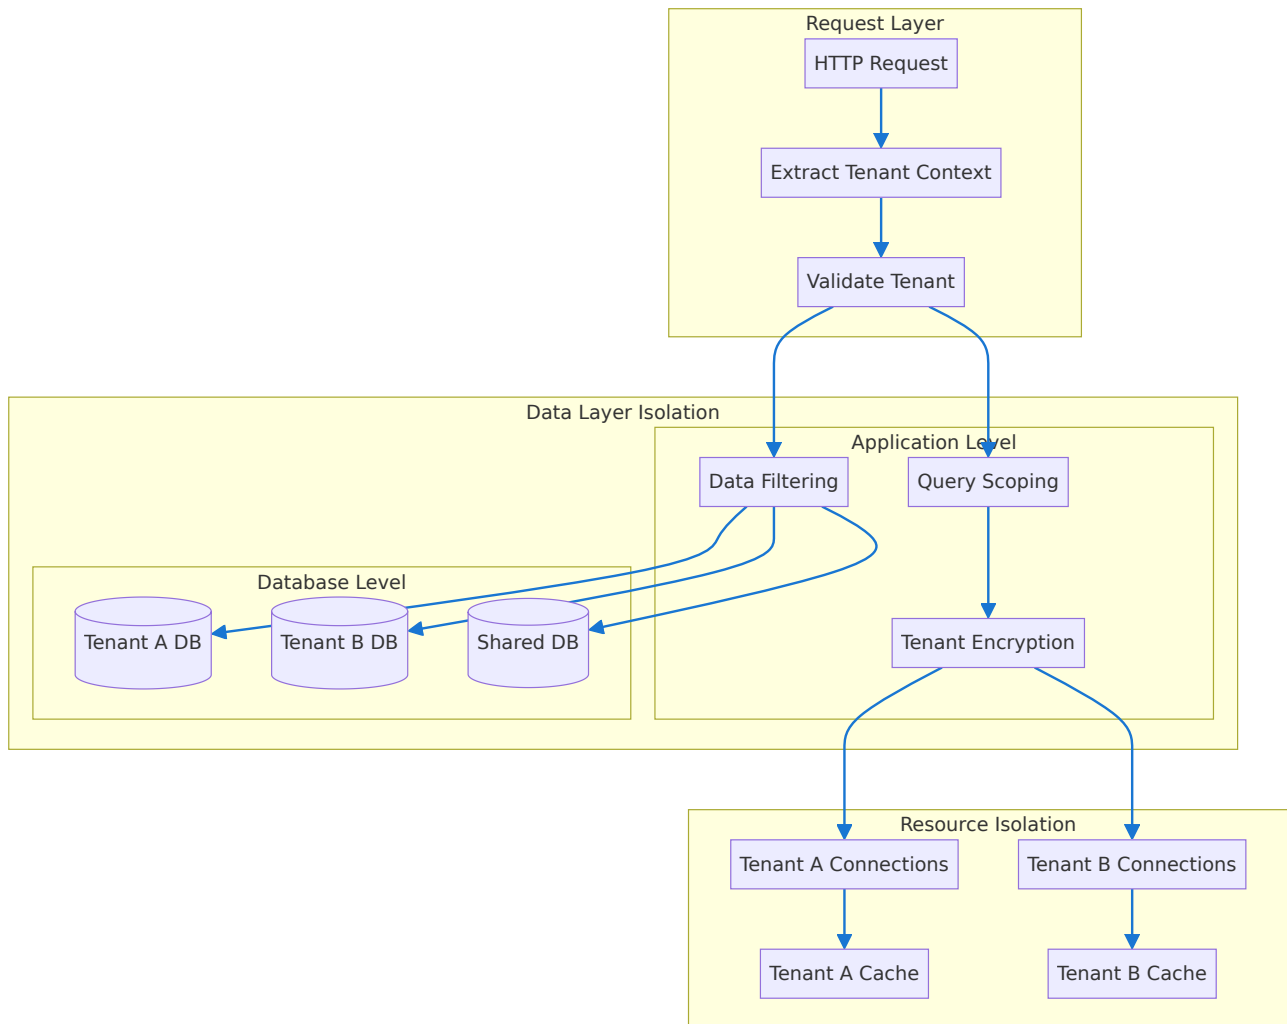 Request Layer
HTTP Request
Extract Tenant Context
Validate Tenant
Data Layer Isolation
Application Level
Data Filtering
Query Scoping
Database Level
Tenant A DB
Tenant B DB
Shared DB
Tenant Encryption
Resource Isolation
Tenant A Connections
Tenant B Connections
Tenant A Cache
Tenant B Cache